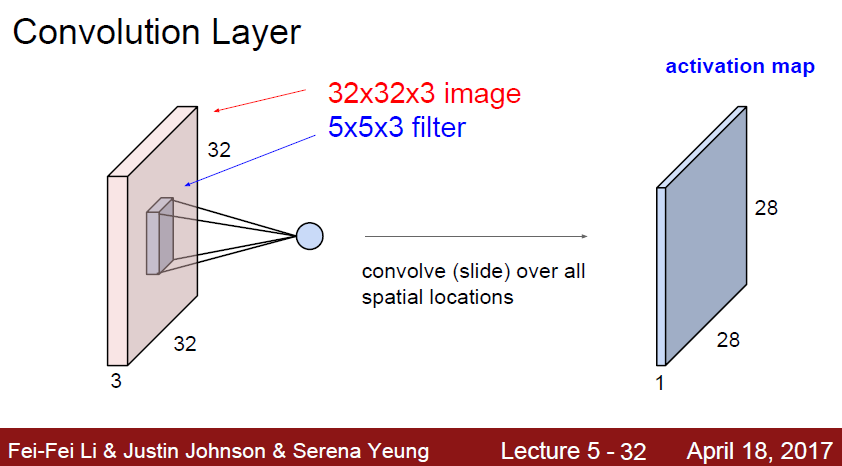 Convolution Layer
activation map
32x32x3 image
5x5x3 filter
32
28
convolve (slide) over all
spatial locations
32
28
3
1
Fei-Fei Li & Justin Johnson & Serena Yeung
Lecture 5 - 32
April 18, 2017